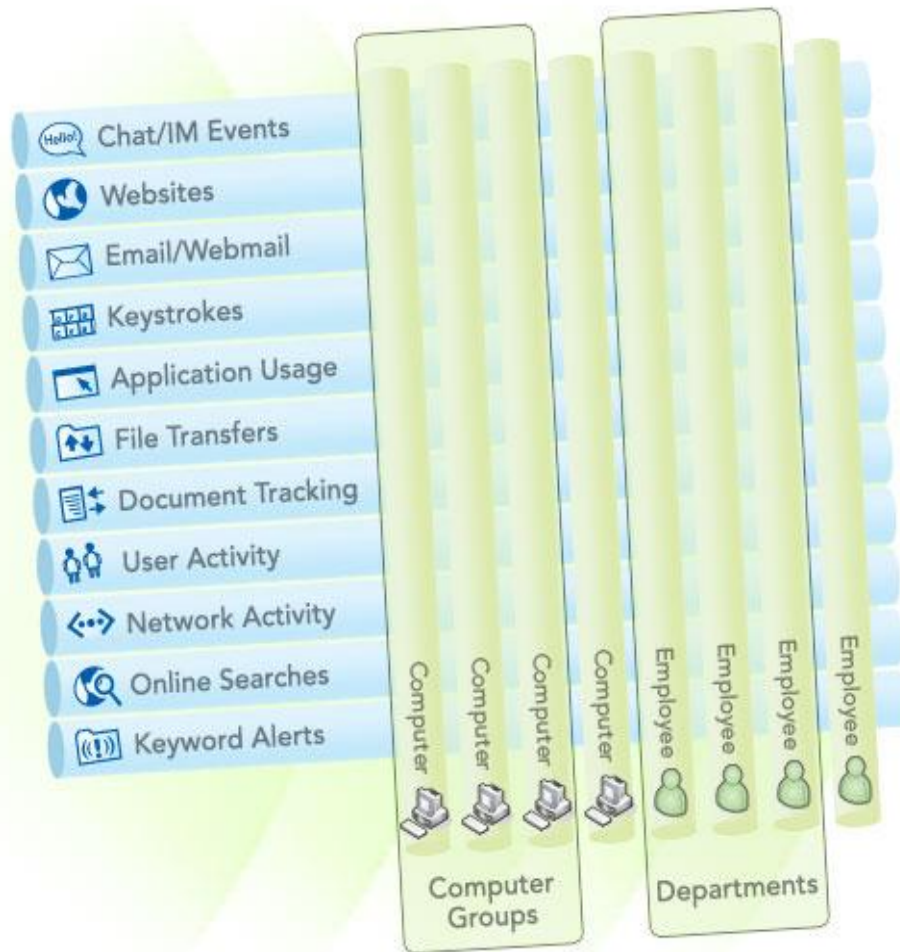 Hello!
Chat/IM Events
Websites
Email/Webmail
Keystrokes
Application Usage
File Transfers
Document Tracking
User Activity
Network Activity
Online Searches
Keyword Alerts
Computer
Computer
Computer
Computer
Employee
Employee
Employee
Employee
Computer
Groups
Departments